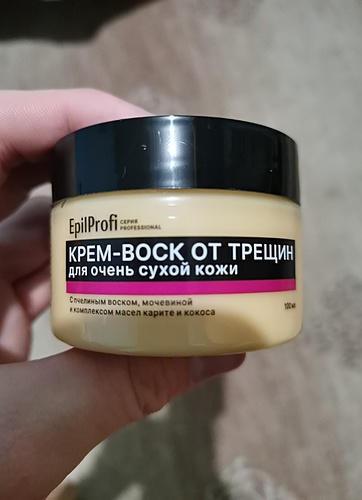 EpilProfi СЕРИЯ
PROFESSIONAL
КРЕМ-ВОСК ОТ ТРЕЩИН
для очень сухой кожи
С пчелиным воском, мочевиной
и комплексом масел карите и кокоса
100 мл